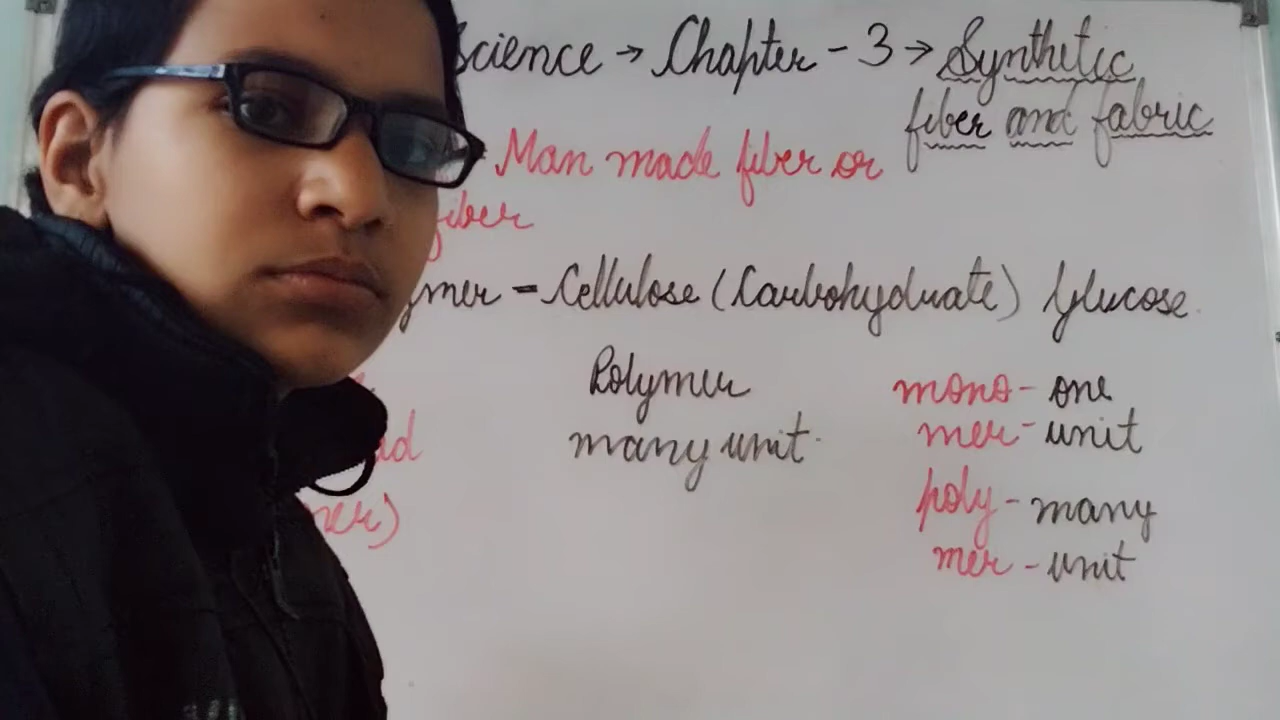 Science → Chapter - 3 → Synthetic
fiber and fabric
Man made fiber or
fiber
mer - Cellulose (Carbohydrate) Glucose
Polymer
many unit
mono - one
mer - unit
poly - many
mer - unit